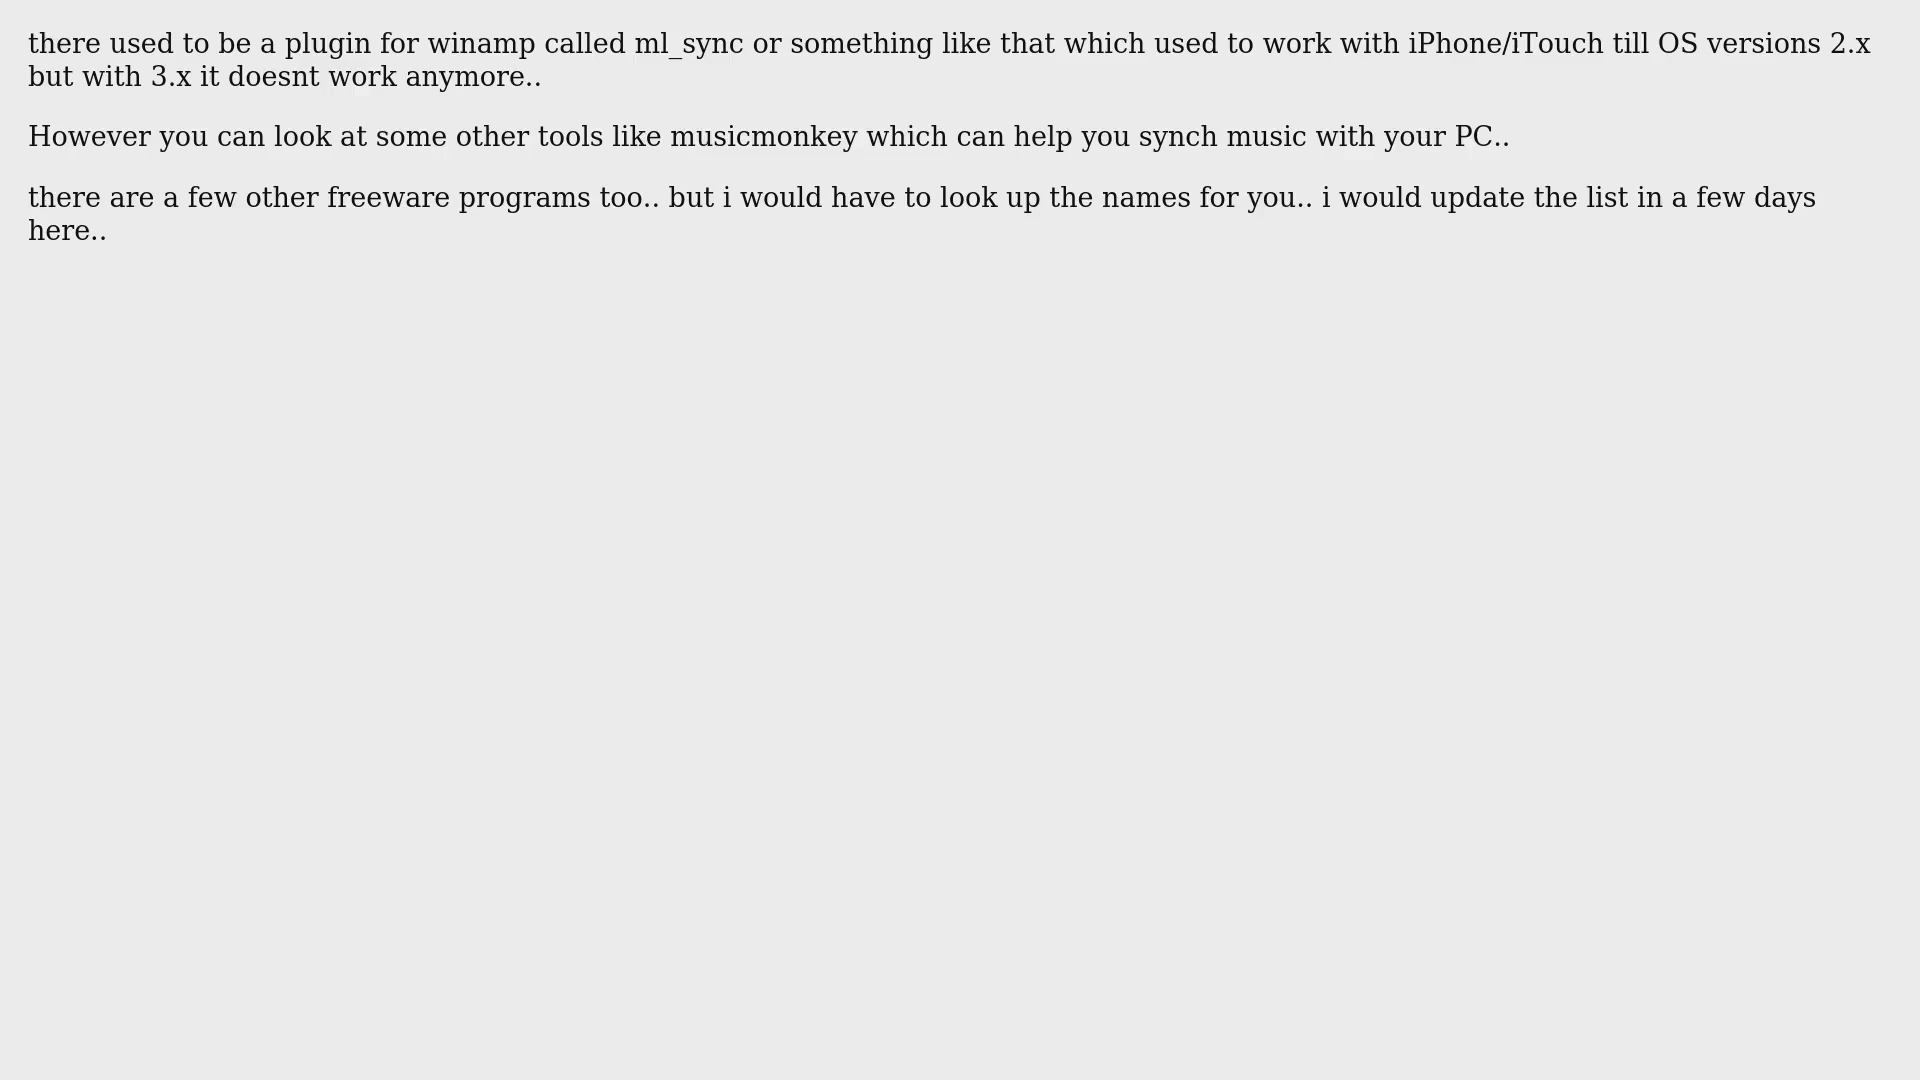 there used to be a plugin for winamp called ml_sync or something like that which used to work with iPhone/iTouch till OS versions 2.x
but with 3.x it doesnt work anymore..
However you can look at some other tools like musicmonkey which can help you synch music with your PC..
there are a few other freeware programs too.. but i would have to look up the names for you.. i would update the list in a few days
here..